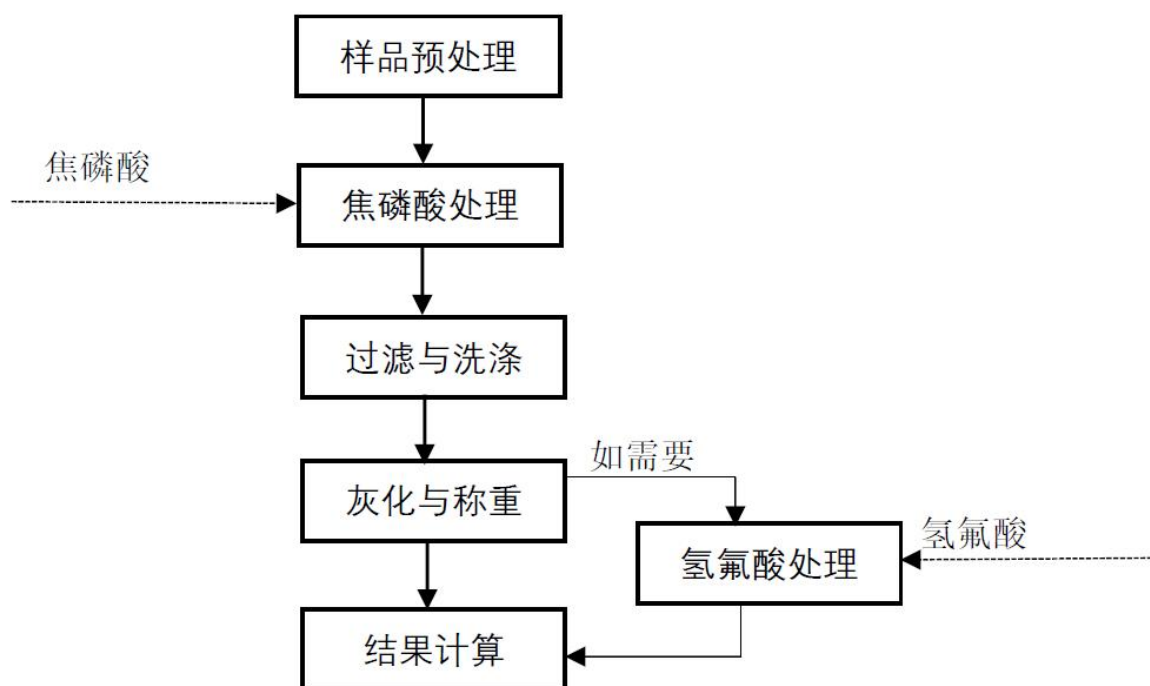 样品预处理
焦磷酸
焦磷酸处理
过滤与洗涤
如需要
灰化与称重
氢氟酸
氢氟酸处理
结果计算